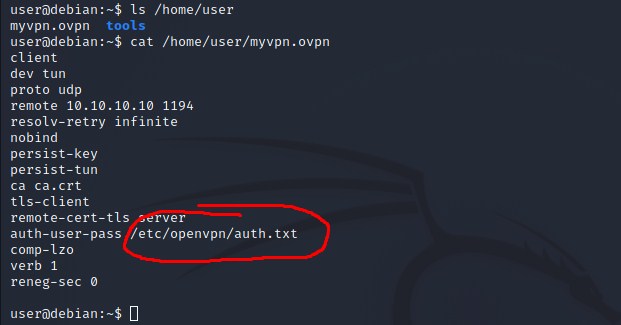 user@debian:~$ ls /home/user
myvpn.ovpn  tools
user@debian:~$ cat /home/user/myvpn.ovpn
client
dev tun
proto udp
remote 10.10.10.10 1194
resolv-retry infinite
nobind
persist-key
persist-tun
ca ca.crt
tls-client
remote-cert-tls server
auth-user-pass /etc/openvpn/auth.txt
comp-lzo
verb 1
reneg-sec 0
user@debian:~$